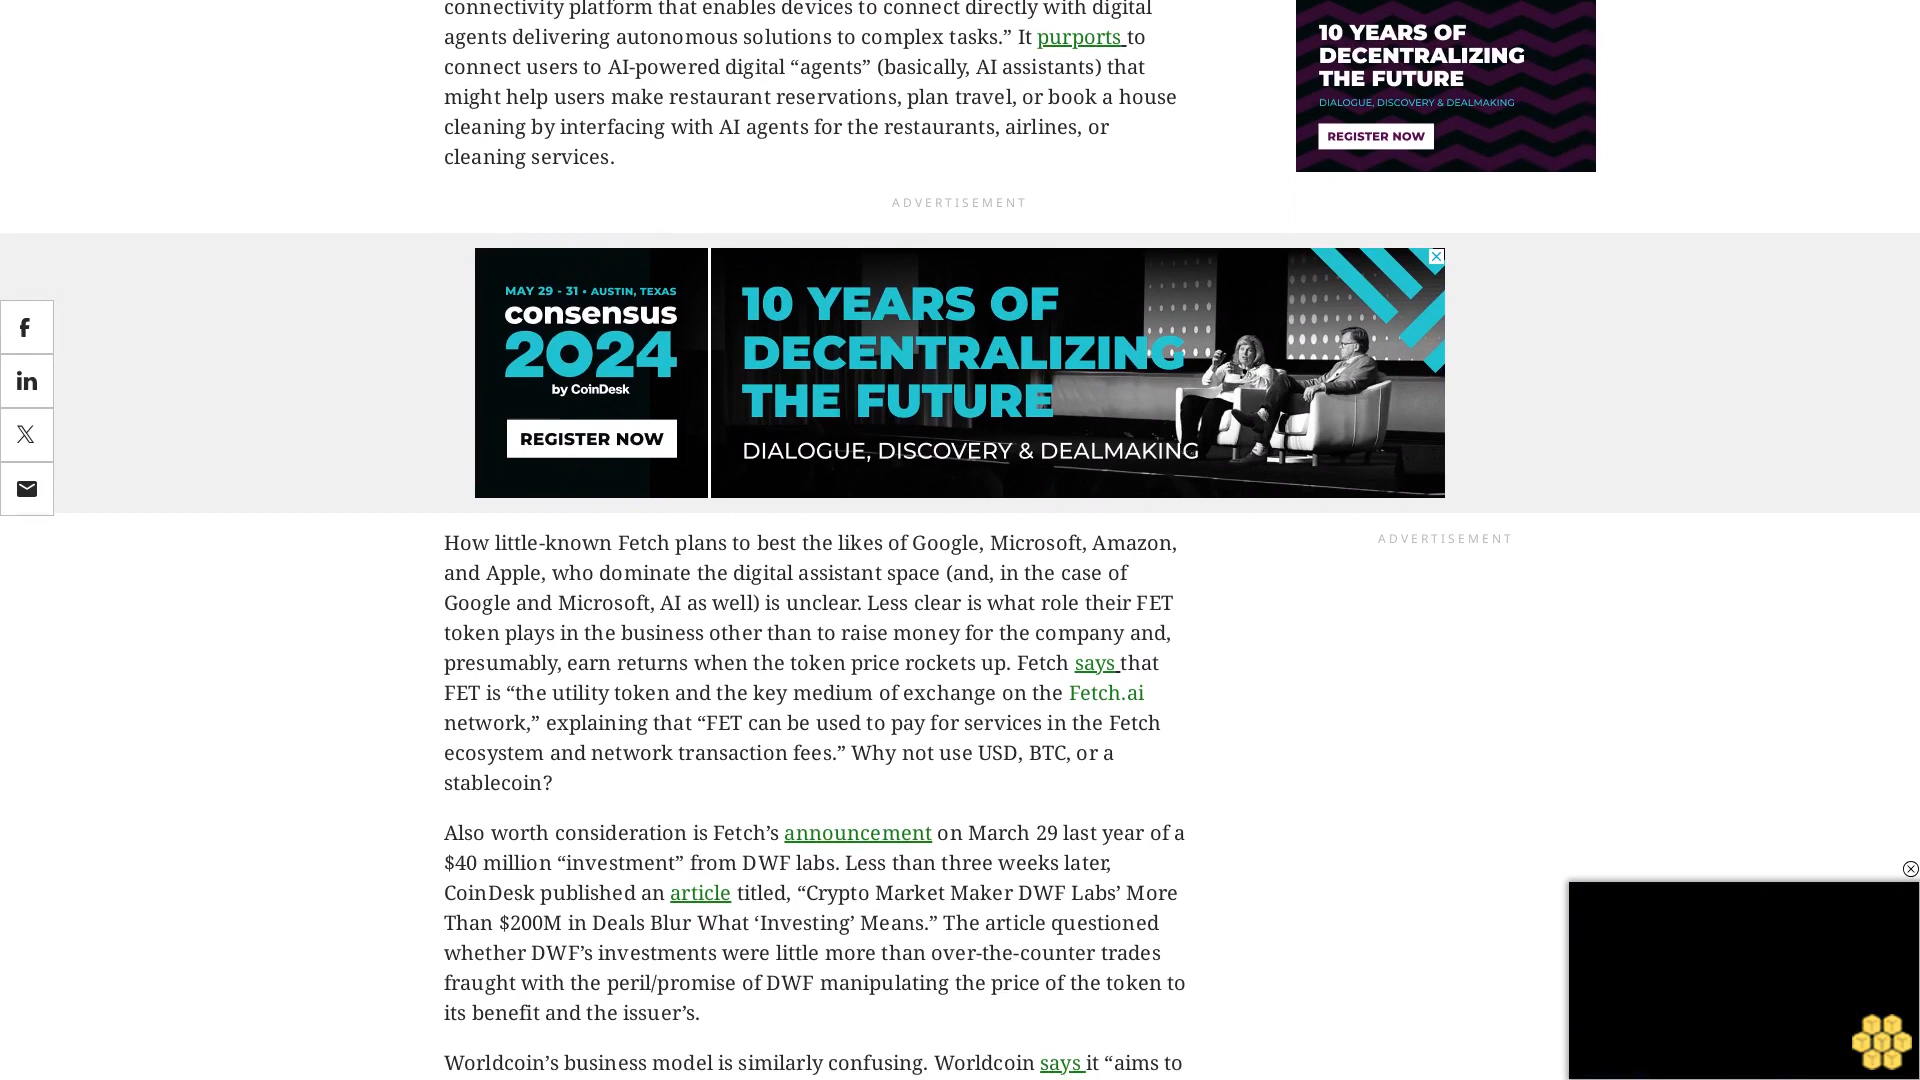 connectivity platform that enables devices to connect directly with digital
agents delivering autonomous solutions to complex tasks.” It purports to
connect users to AI-powered digital “agents” (basically, AI assistants) that
might help users make restaurant reservations, plan travel, or book a house
cleaning by interfacing with AI agents for the restaurants, airlines, or
cleaning services.
10 YEARS OF
DECENTRALIZING
THE FUTURE
DIALOGUE, DISCOVERY & DEALMAKING
REGISTER NOW
ADVERTISEMENT
MAY 29 - 31 • AUSTIN, TEXAS
consensus
2024
by CoinDesk
REGISTER NOW
10 YEARS OF
DECENTRALIZING
THE FUTURE
DIALOGUE, DISCOVERY & DEALMAKING
How little-known Fetch plans to best the likes of Google, Microsoft, Amazon,
and Apple, who dominate the digital assistant space (and, in the case of
Google and Microsoft, AI as well) is unclear. Less clear is what role their FET
token plays in the business other than to raise money for the company and,
presumably, earn returns when the token price rockets up. Fetch says that
FET is “the utility token and the key medium of exchange on the Fetch.ai
network,” explaining that “FET can be used to pay for services in the Fetch
ecosystem and network transaction fees.” Why not use USD, BTC, or a
stablecoin?
ADVERTISEMENT
Also worth consideration is Fetch’s announcement on March 29 last year of a
$40 million “investment” from DWF labs. Less than three weeks later,
CoinDesk published an article titled, “Crypto Market Maker DWF Labs’ More
Than $200M in Deals Blur What ‘Investing’ Means.” The article questioned
whether DWF’s investments were little more than over-the-counter trades
fraught with the peril/promise of DWF manipulating the price of the token to
its benefit and the issuer’s.
Worldcoin’s business model is similarly confusing. Worldcoin says it “aims to